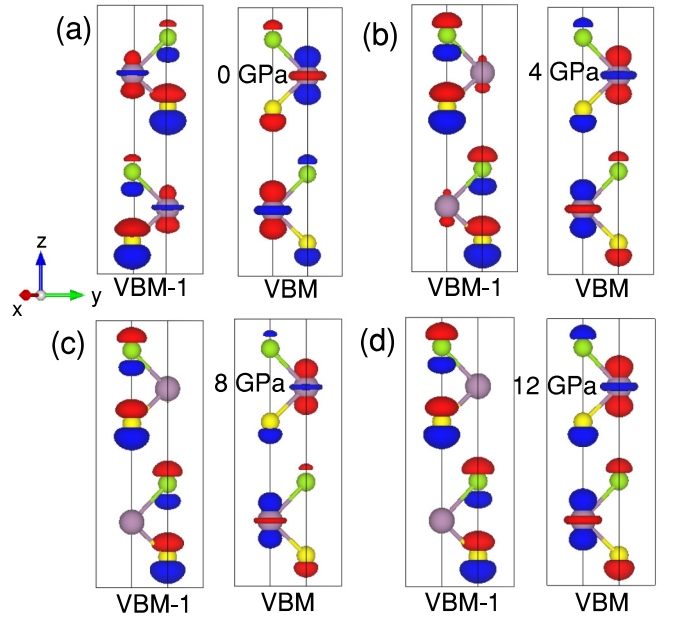 (a)
0 GPa
VBM-1
VBM
(b)
4 GPa
VBM-1
VBM
z
y
x
(c)
8 GPa
VBM-1
VBM
(d)
12 GPa
VBM-1
VBM